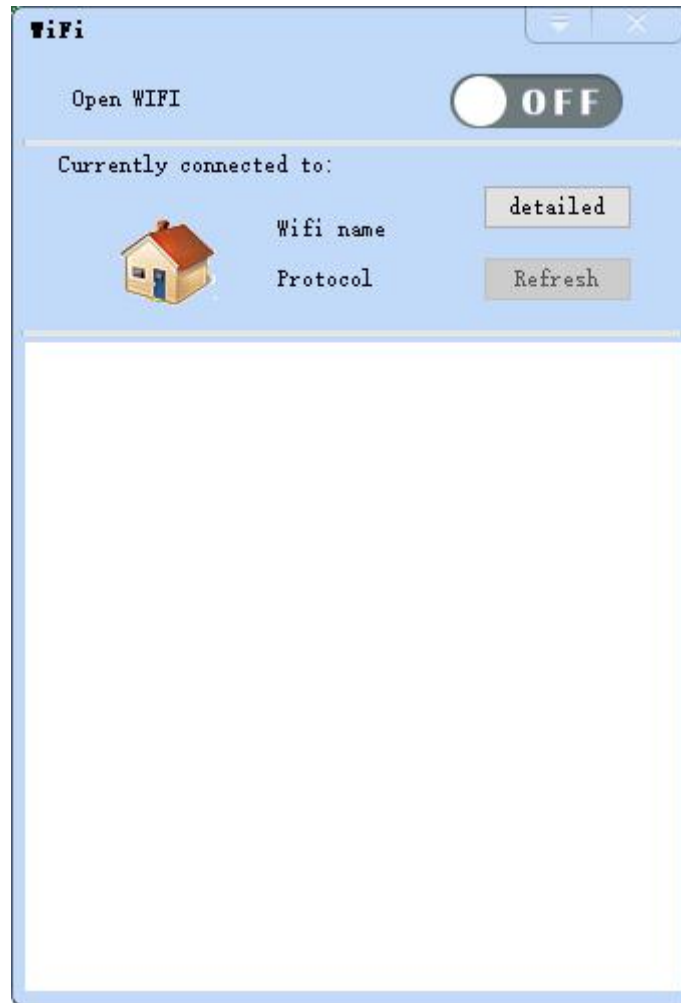 WiFi
Open WIFI
OFF
Currently connected to:
detailed
Wifi name
Protocol
Refresh